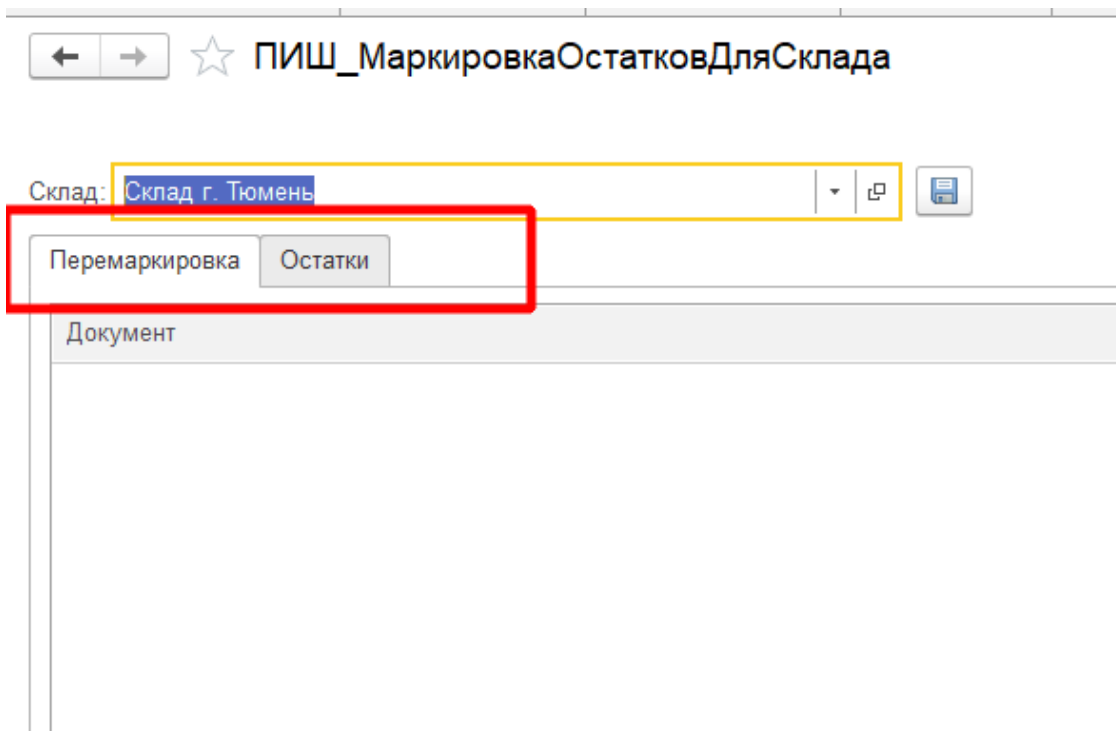 ПИШ_МаркировкаОстатковДляСклада
Склад: Склад г. Тюмень
Перемаркировка Остатки
Документ